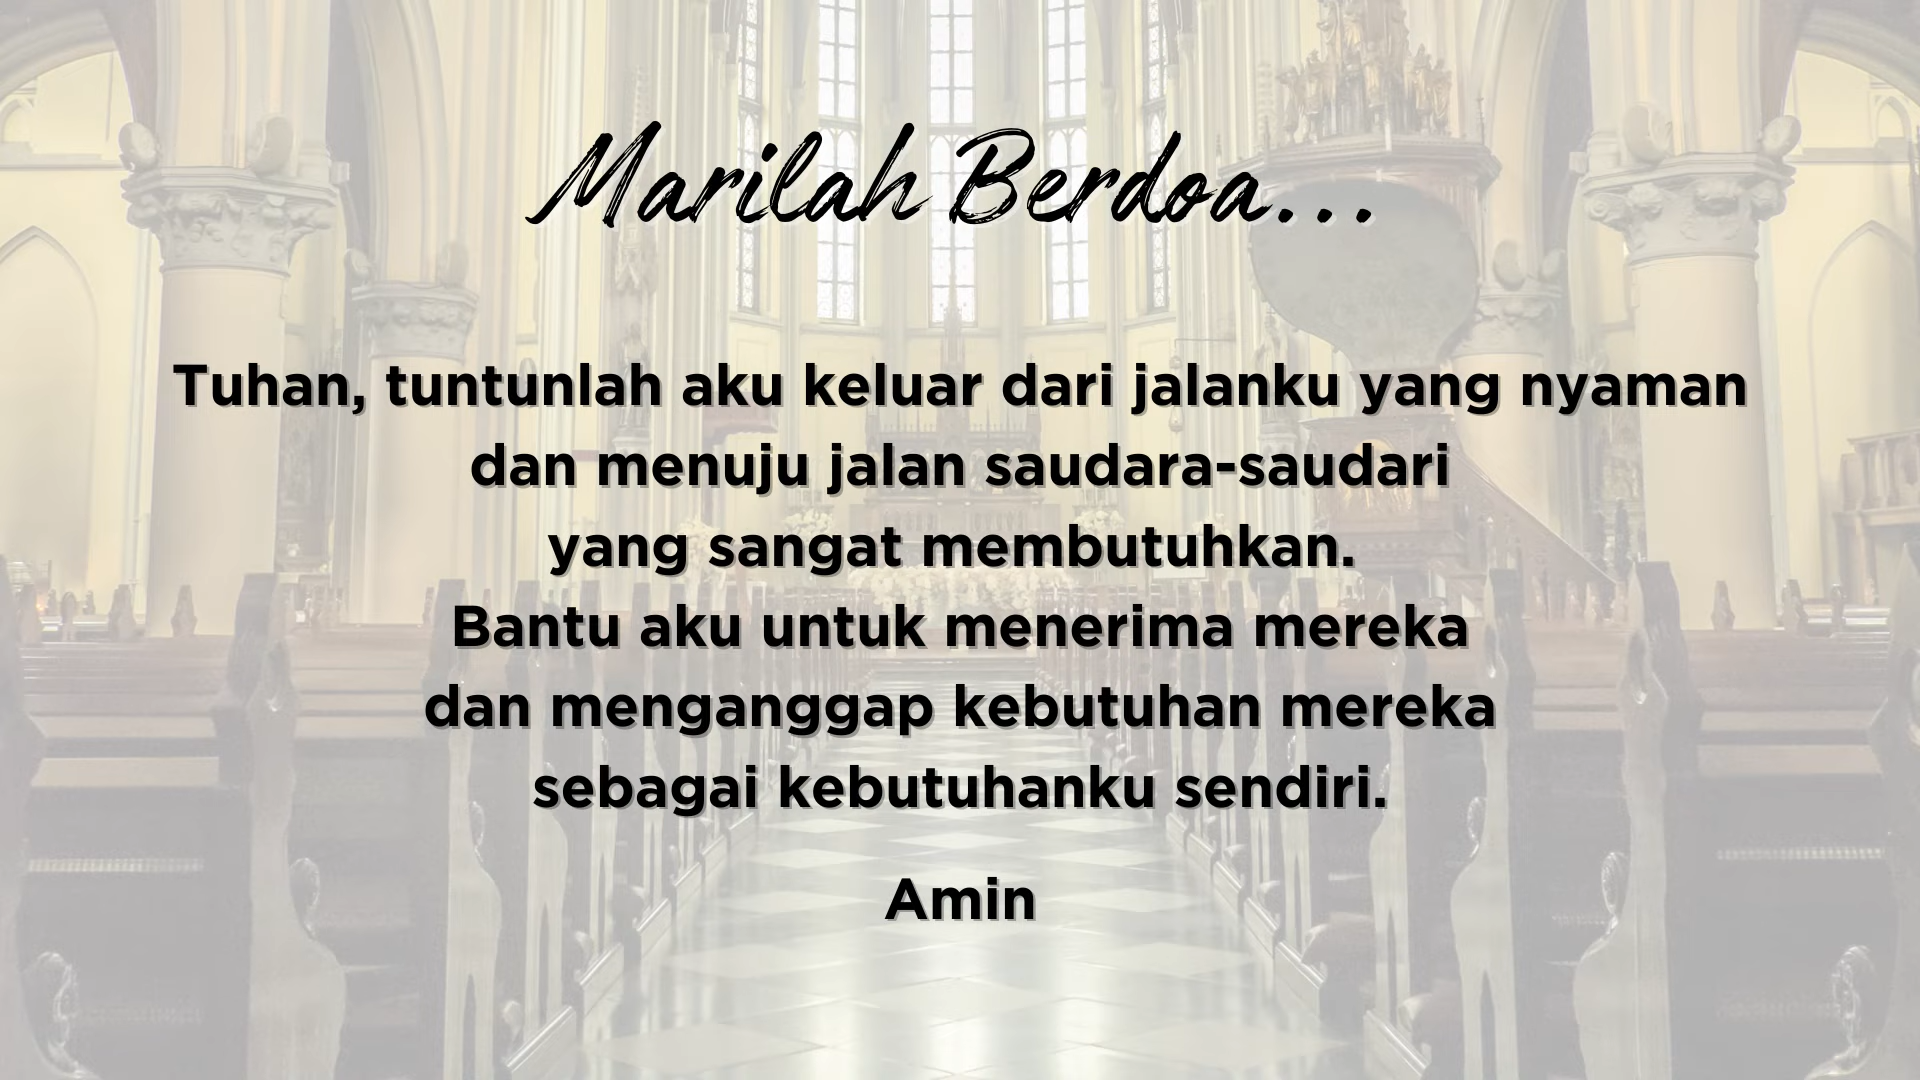 Marilah Berdoa...
Tuhan, tuntunlah aku keluar dari jalanku yang nyaman
dan menuju jalan saudara-saudari
yang sangat membutuhkan.
Bantu aku untuk menerima mereka
dan menganggap kebutuhan mereka
sebagai kebutuhanku sendiri.
Amin